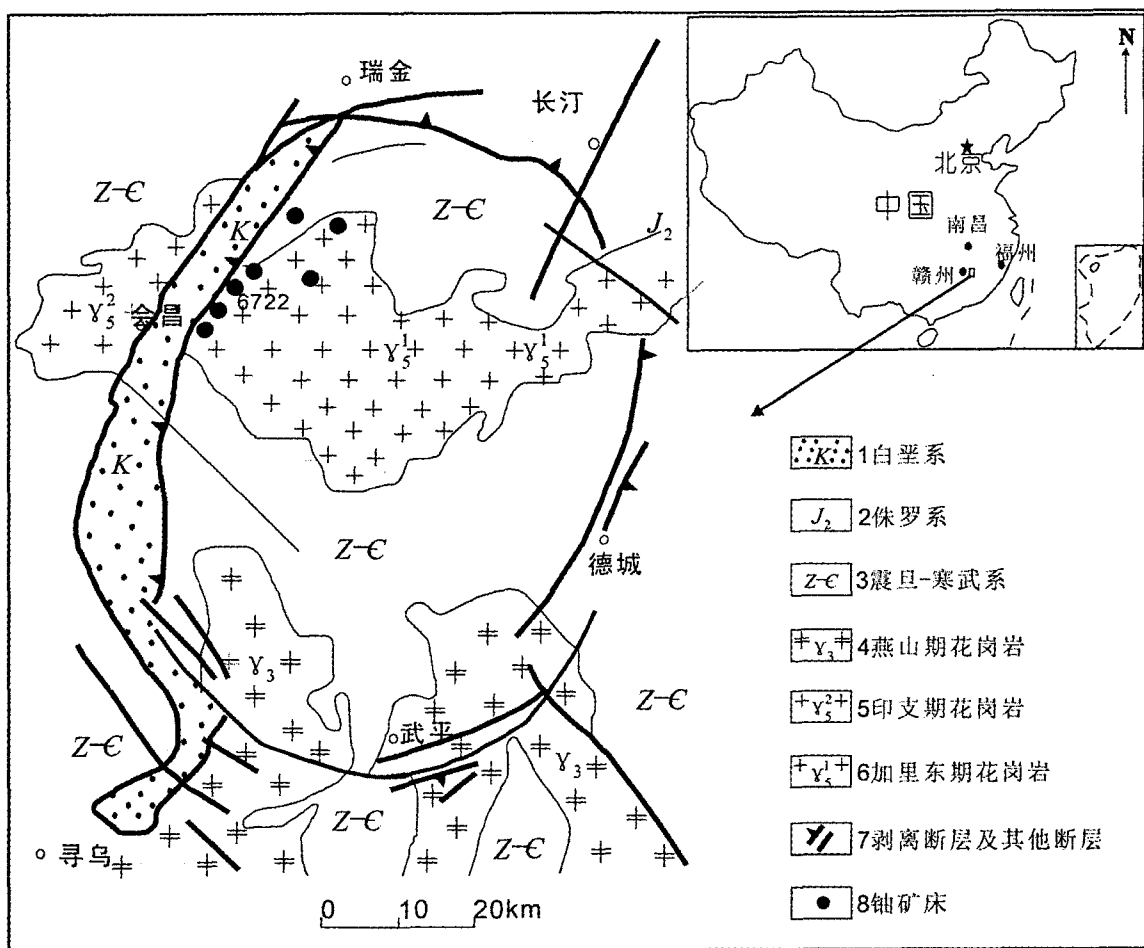 瑞金
长汀
Z-Є
Z-Є
K
J₂
6722
γ₅²
会昌
γ₅¹
γ₅¹
K
Z-Є
德城
γ₃
武平
Z-Є
Z-Є
γ₃
Z-Є
Z-Є
寻乌
0 10 20km
N
北京
中国
南昌
福州
赣州
K 1白垩系
J₂ 2侏罗系
Z-Є 3震旦-寒武系
γ₃ 4燕山期花岗岩
γ₅² 5印支期花岗岩
γ₅¹ 6加里东期花岗岩
7剥离断层及其他断层
8铀矿床